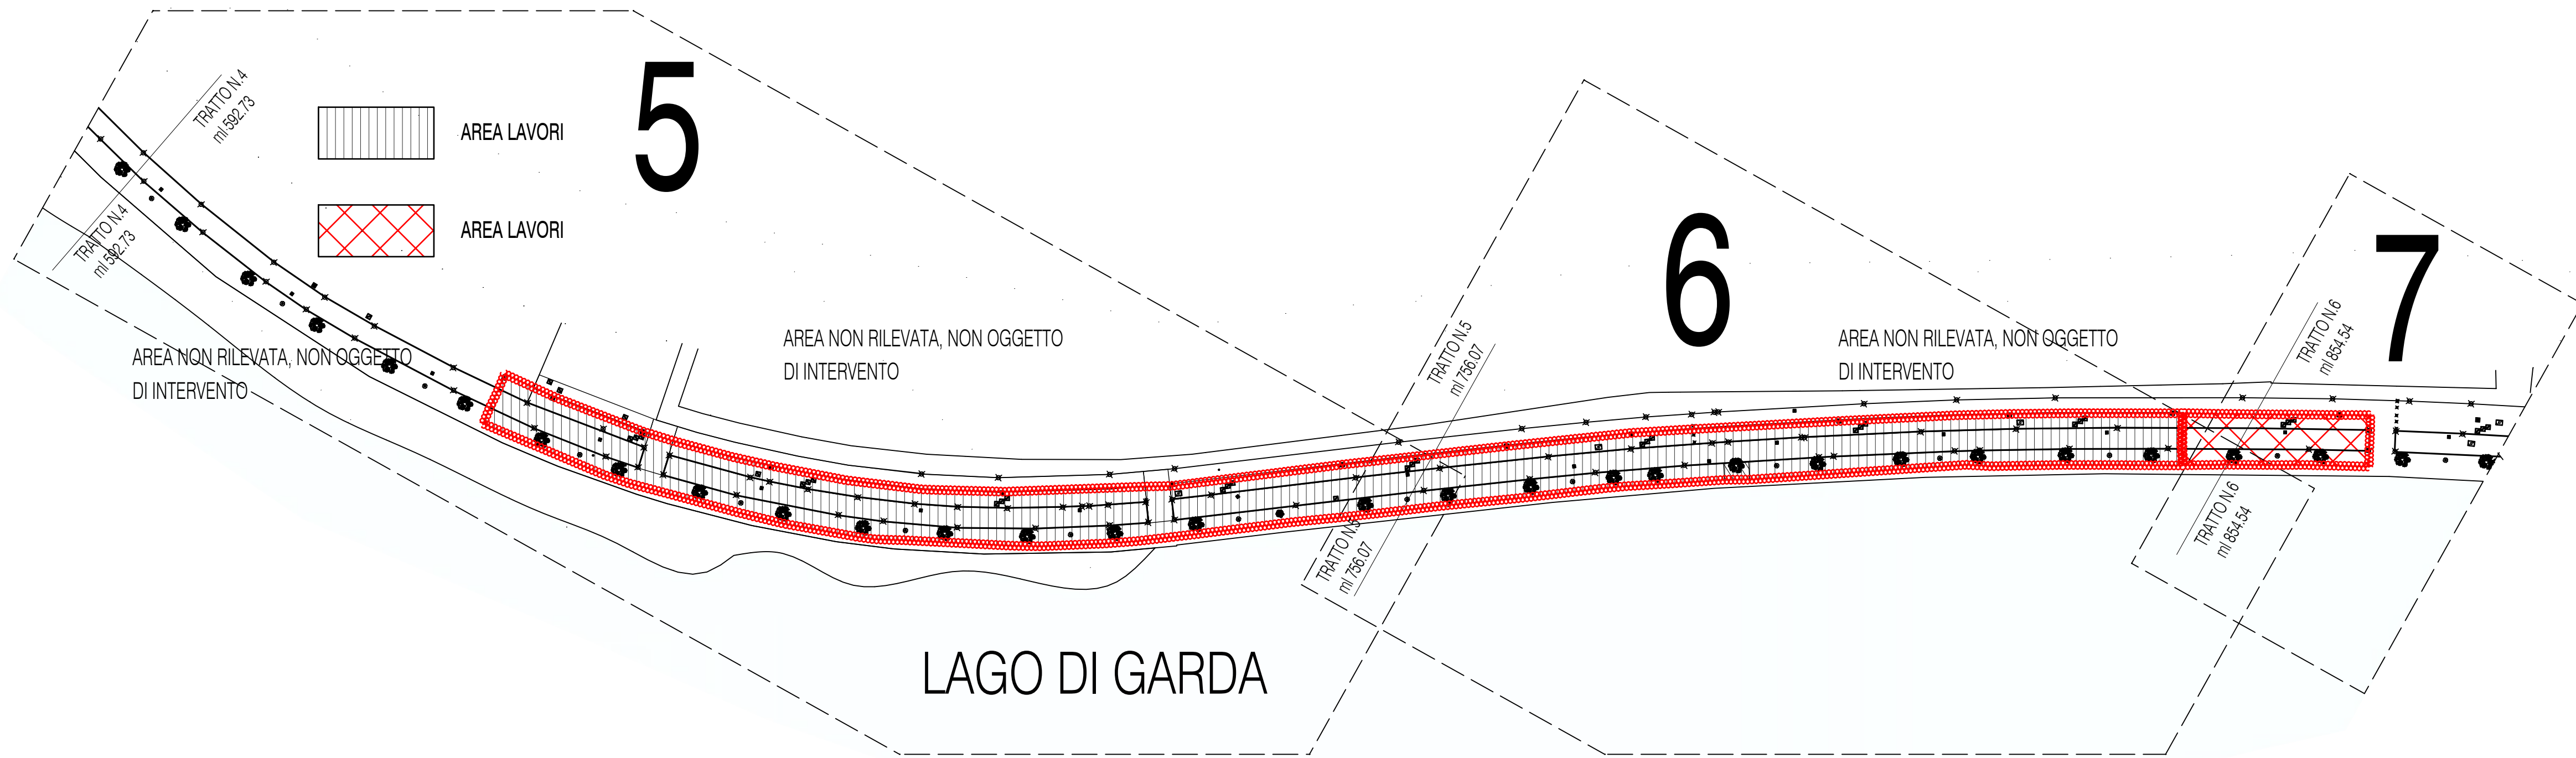 TRATTO N.4
ml 592.73
TRATTO N.4
ml 592.73
AREA LAVORI
AREA LAVORI
5
AREA NON RILEVATA, NON OGGETTO
DI INTERVENTO
AREA NON RILEVATA, NON OGGETTO
DI INTERVENTO
TRATTO N.5
ml 756.07
TRATTO N.5
ml 756.07
6
AREA NON RILEVATA, NON OGGETTO
DI INTERVENTO
TRATTO N.6
ml 854.54
TRATTO N.6
ml 854.54
7
LAGO DI GARDA